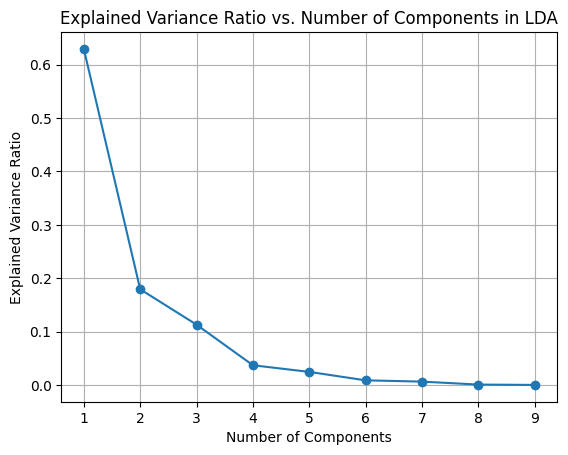 Explained Variance Ratio vs. Number of Components in LDA
Explained Variance Ratio
0.6
0.5
0.4
0.3
0.2
0.1
0.0
1 2 3 4 5 6 7 8 9
Number of Components